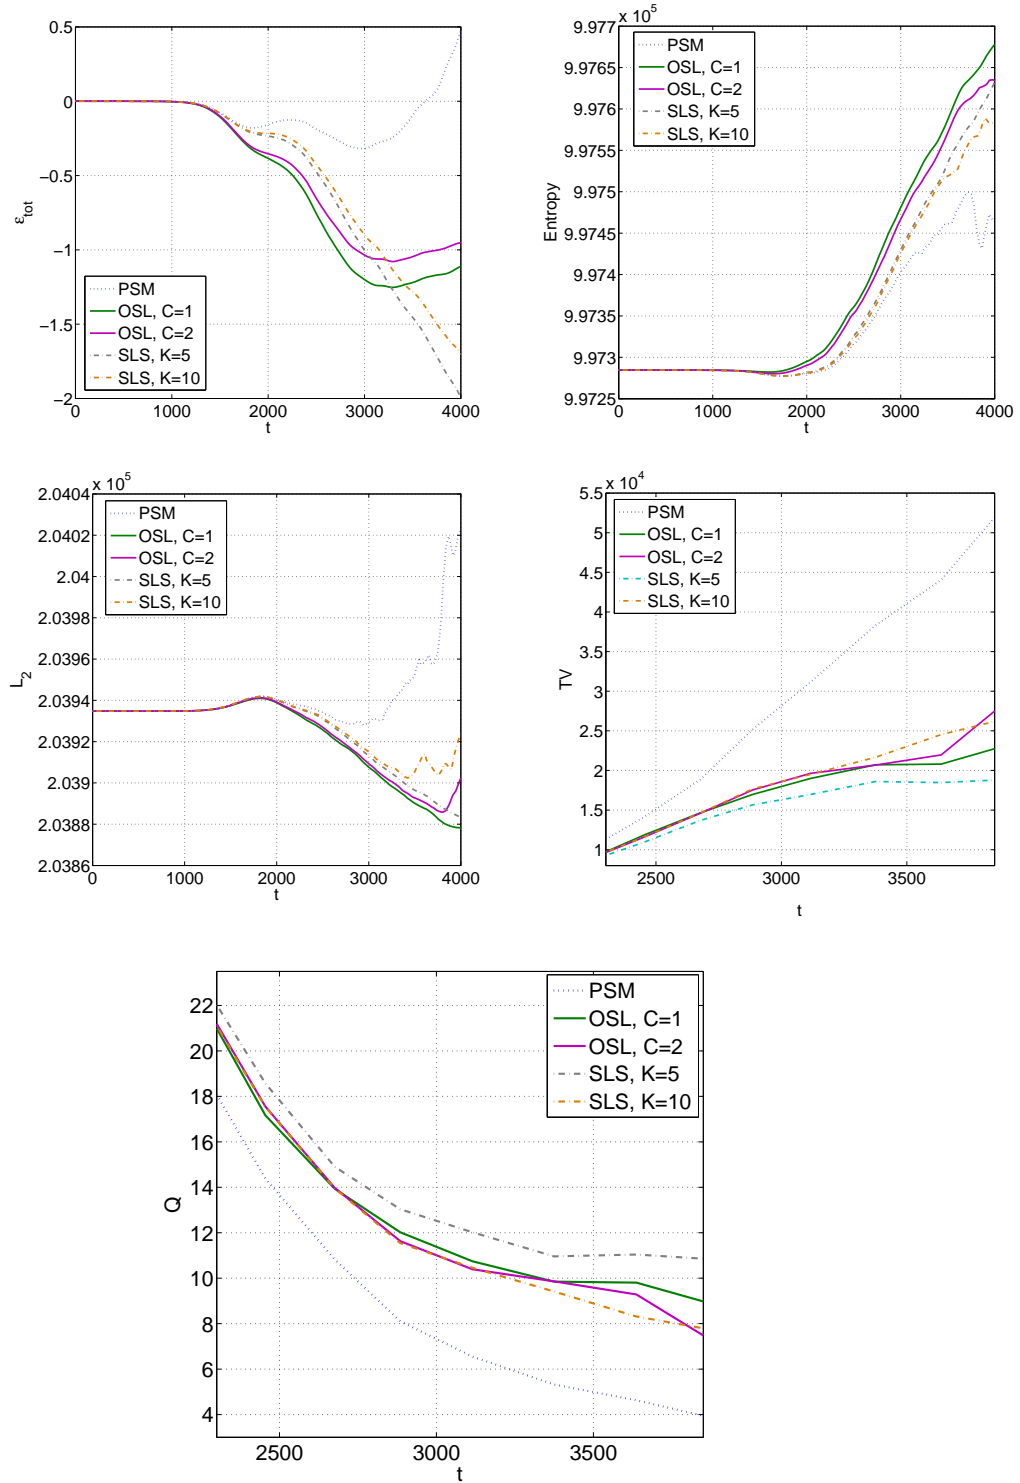 0.5
0
−0.5
−1
−1.5
−2
0
1000
2000
3000
4000
ε_tot
t
PSM
OSL, C=1
OSL, C=2
SLS, K=5
SLS, K=10
x 10^5
9.977
9.9765
9.976
9.9755
9.975
9.9745
9.974
9.9735
9.973
9.9725
0
1000
2000
3000
4000
Entropy
t
PSM
OSL, C=1
OSL, C=2
SLS, K=5
SLS, K=10
x 10^5
2.0404
2.0402
2.04
2.0398
2.0396
2.0394
2.0392
2.039
2.0388
2.0386
0
1000
2000
3000
4000
L_2
t
PSM
OSL, C=1
OSL, C=2
SLS, K=5
SLS, K=10
x 10^4
5.5
5
4.5
4
3.5
3
2.5
2
1.5
1
2500
3000
3500
TV
t
PSM
OSL, C=1
OSL, C=2
SLS, K=5
SLS, K=10
22
20
18
16
14
12
10
8
6
4
2500
3000
3500
Q
t
PSM
OSL, C=1
OSL, C=2
SLS, K=5
SLS, K=10